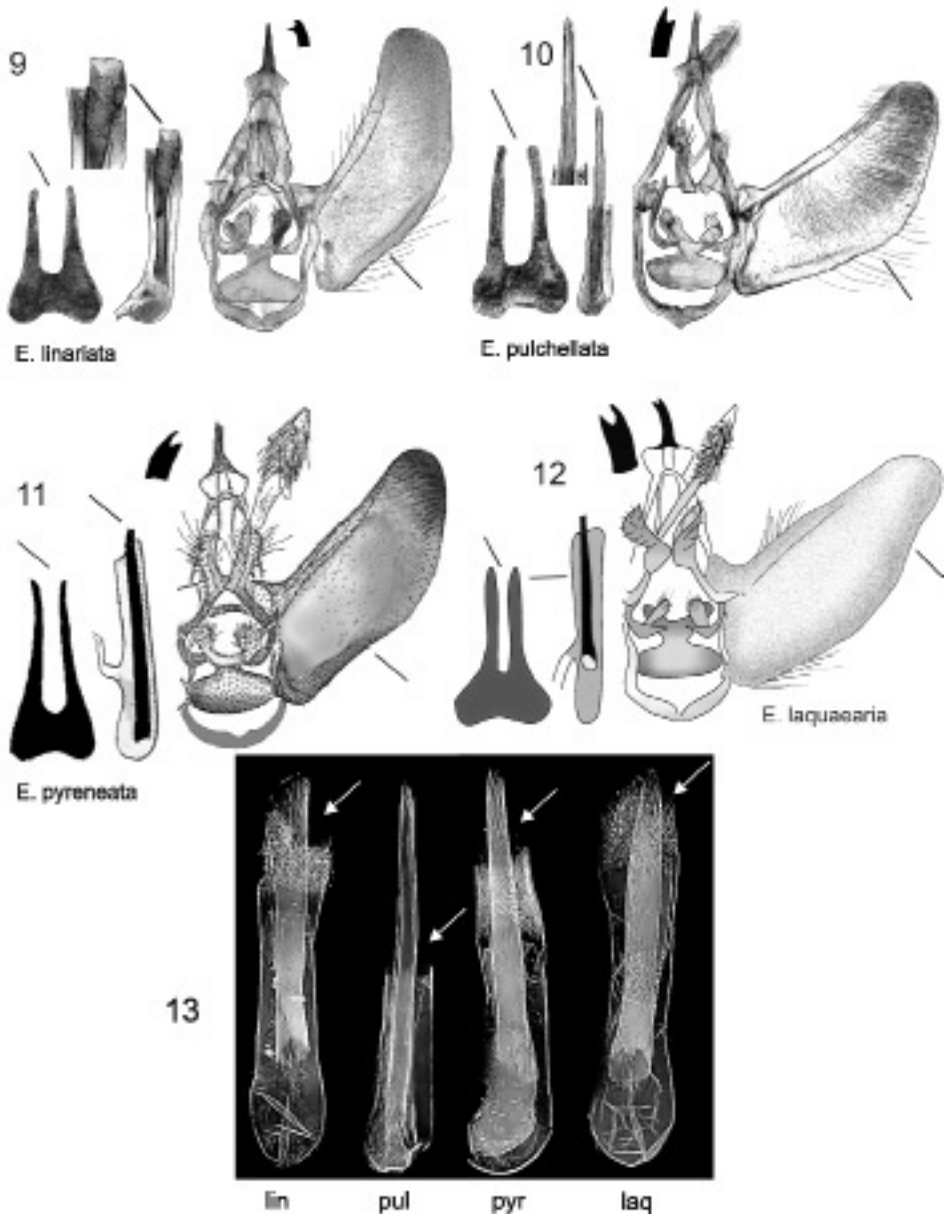 9
10
E. linariata
E. pulchellata
11
12
E. laquaearia
E. pyreneata
13
lin pul pyr laq